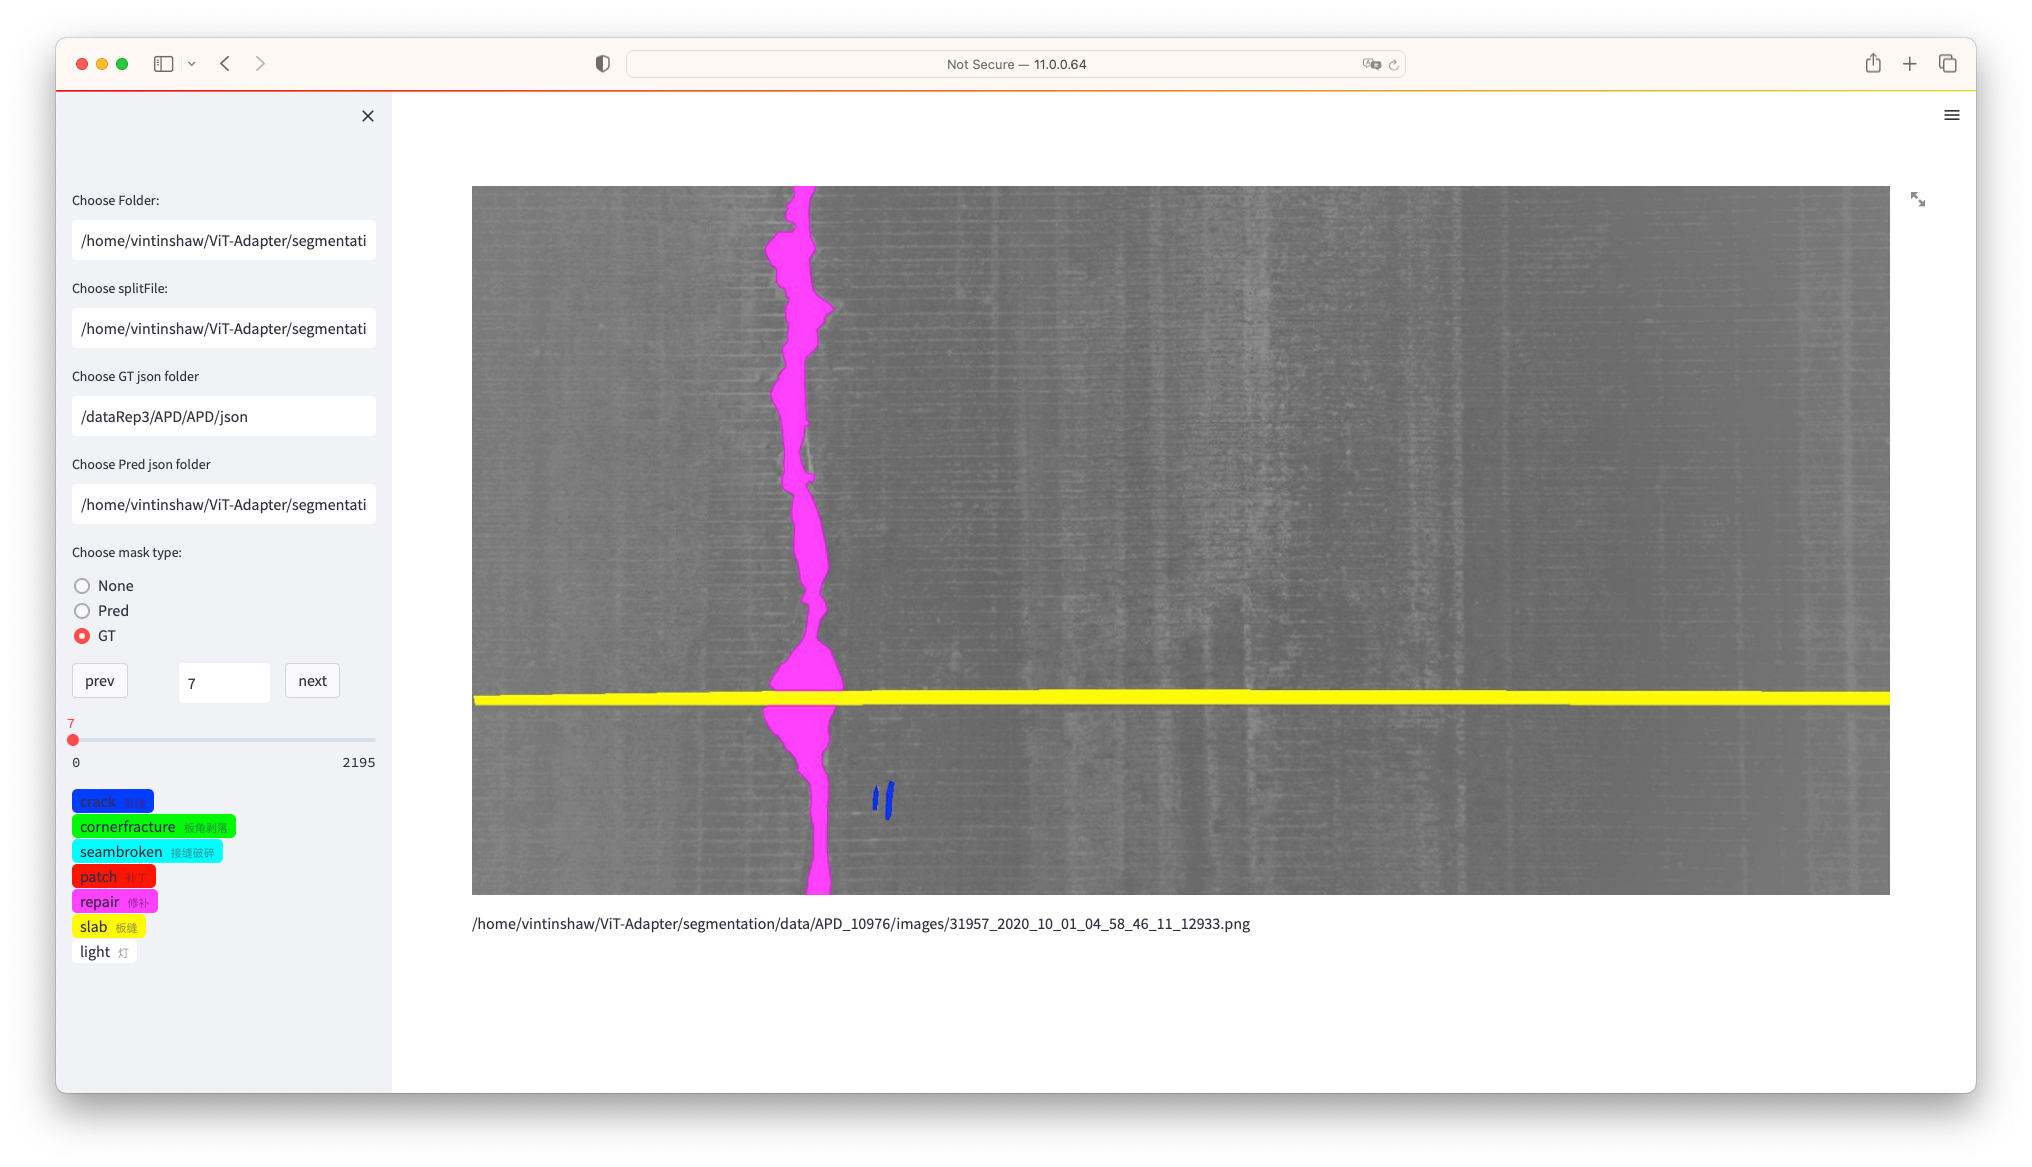 Not Secure — 11.0.0.64
Choose Folder:
/home/vintinshaw/ViT-Adapter/segmentati
Choose splitFile:
/home/vintinshaw/ViT-Adapter/segmentati
Choose GT json folder
/dataRep3/APD/APD/json
Choose Pred json folder
/home/vintinshaw/ViT-Adapter/segmentati
Choose mask type:
None
Pred
GT
prev 7 next
7
0 2195
crack
cornerfracture 板角剥落
seambroken 接缝破碎
patch 补丁
repair 修补
slab 板缝
light 灯
/home/vintinshaw/ViT-Adapter/segmentation/data/APD_10976/images/31957_2020_10_01_04_58_46_11_12933.png